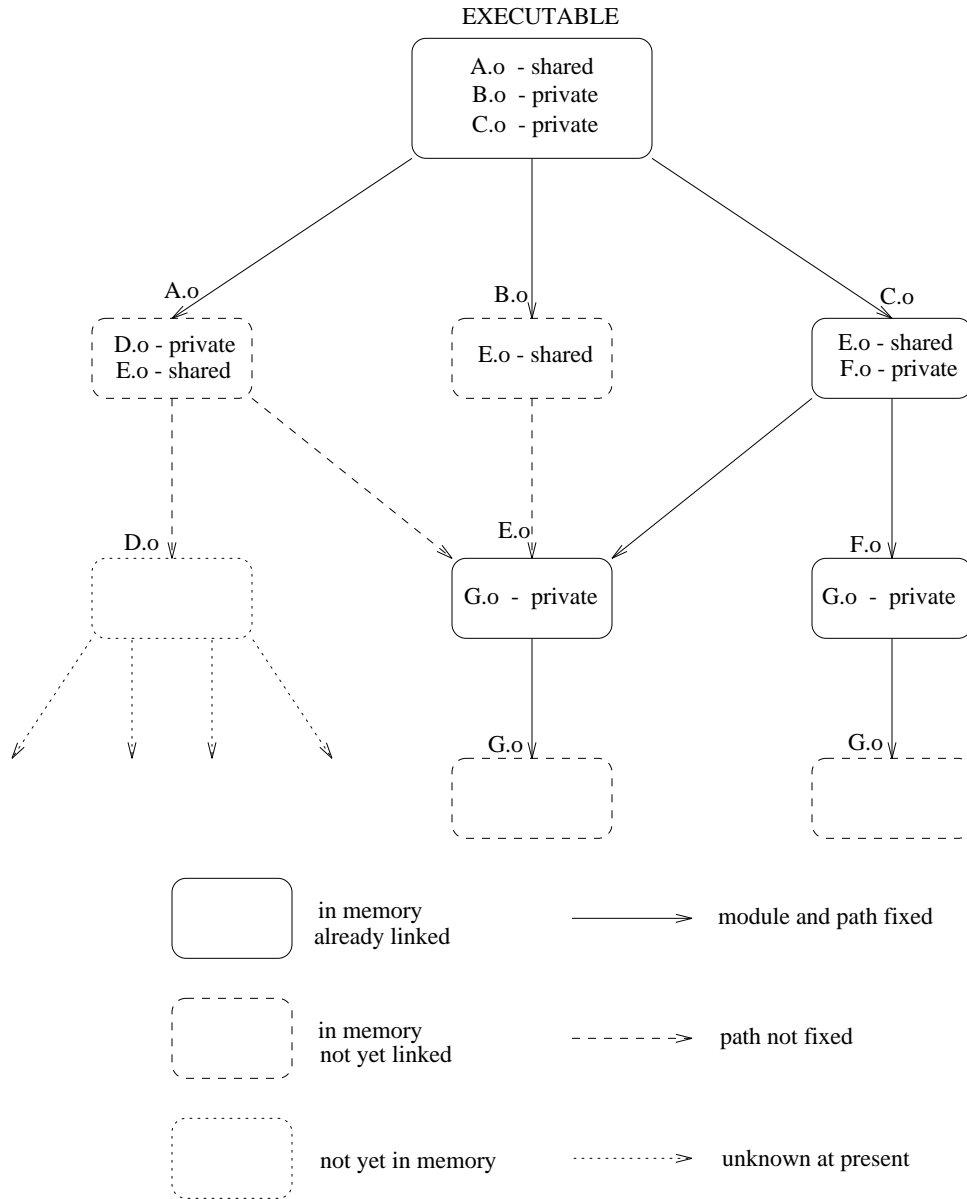 EXECUTABLE
A.o - shared
B.o - private
C.o - private
A.o
B.o
C.o
D.o - private
E.o - shared
E.o - shared
E.o - shared
F.o - private
D.o
E.o
F.o
G.o - private
G.o - private
G.o
G.o
in memory
already linked
module and path fixed
in memory
not yet linked
path not fixed
not yet in memory
unknown at present